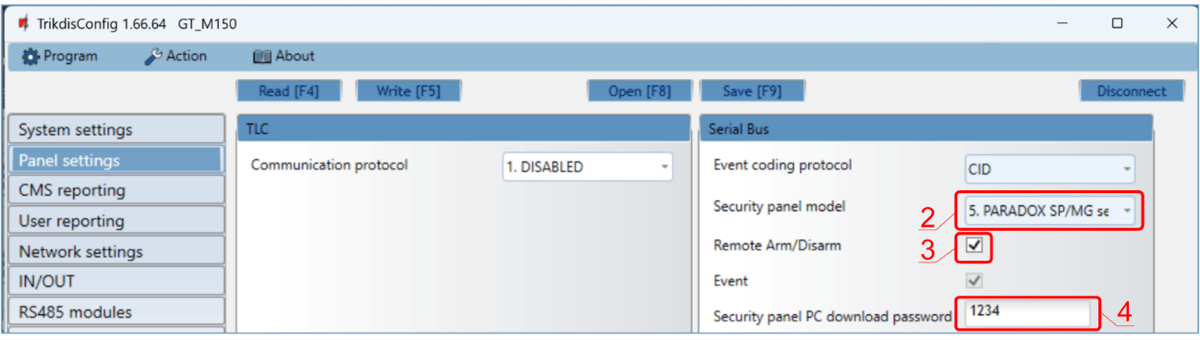 TrikdisConfig 1.66.64 GT_M150
Program Action About
Read [F4] Write [F5] Open [F8] Save [F9] Disconnect
System settings
Panel settings
CMS reporting
User reporting
Network settings
IN/OUT
RS485 modules
TLC
Communication protocol 1. DISABLED
Serial Bus
Event coding protocol CID
Security panel model 5. PARADOX SP/MG se
2
Remote Arm/Disarm
3
Event
Security panel PC download password 1234
4